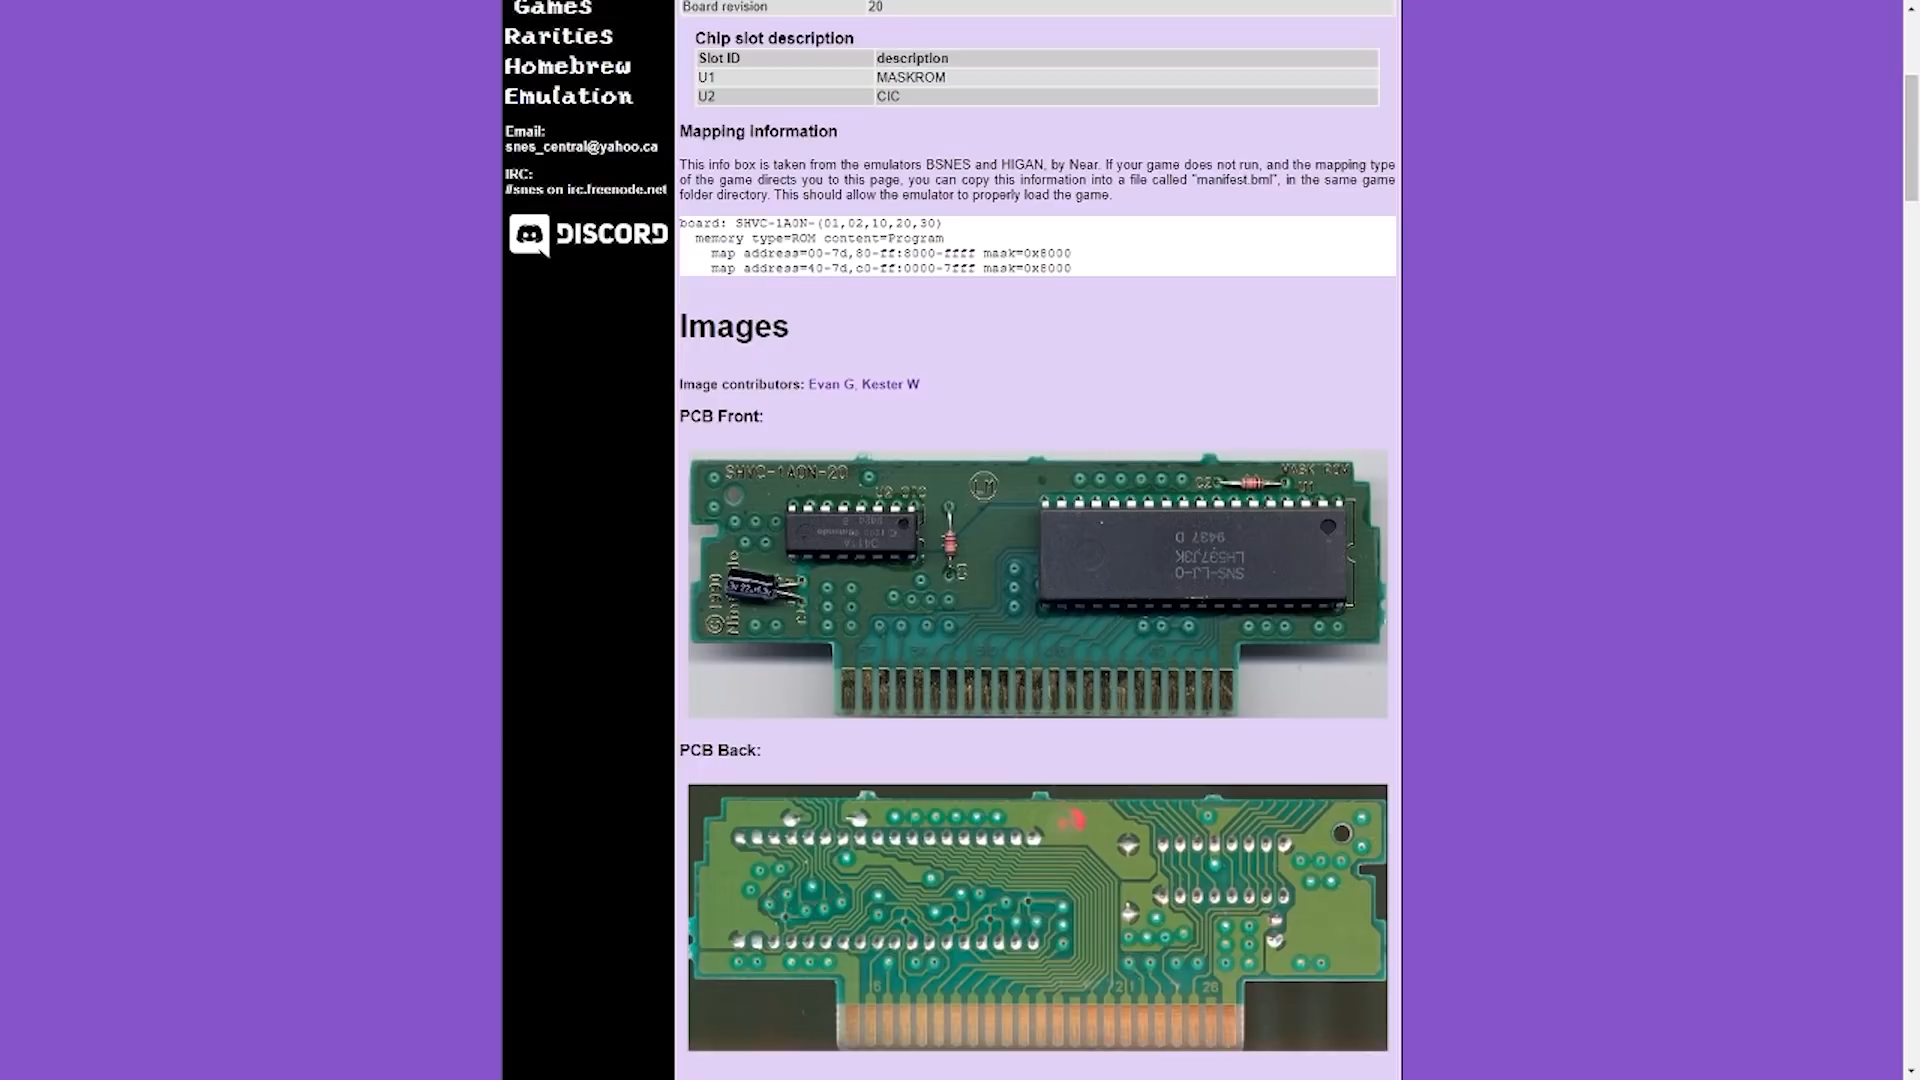 Games
Rarities
Homebrew
Emulation
Email:
snes_central@yahoo.ca
IRC:
#snes on irc.freenode.net
DISCORD
Board revision 20
Chip slot description
Slot ID description
U1 MASKROM
U2 CIC
Mapping information
This info box is taken from the emulators BSNES and HIGAN, by Near. If your game does not run, and the mapping type
of the game directs you to this page, you can copy this information into a file called "manifest.bml", in the same game
folder directory. This should allow the emulator to properly load the game.
board: SHVC-1A0N-(01,02,10,20,30)
memory type=ROM content=Program
map address=00-7d,80-ff:8000-ffff mask=0x8000
map address=40-7d,c0-ff:0000-7fff mask=0x8000
Images
Image contributors: Evan G, Kester W
PCB Front:
SHVC-1A0N-20
U2 CIC
MASK ROM
U1
SNS-LJ-0
LH597J3K
9437 D
© 1990
Nintendo
PCB Back: